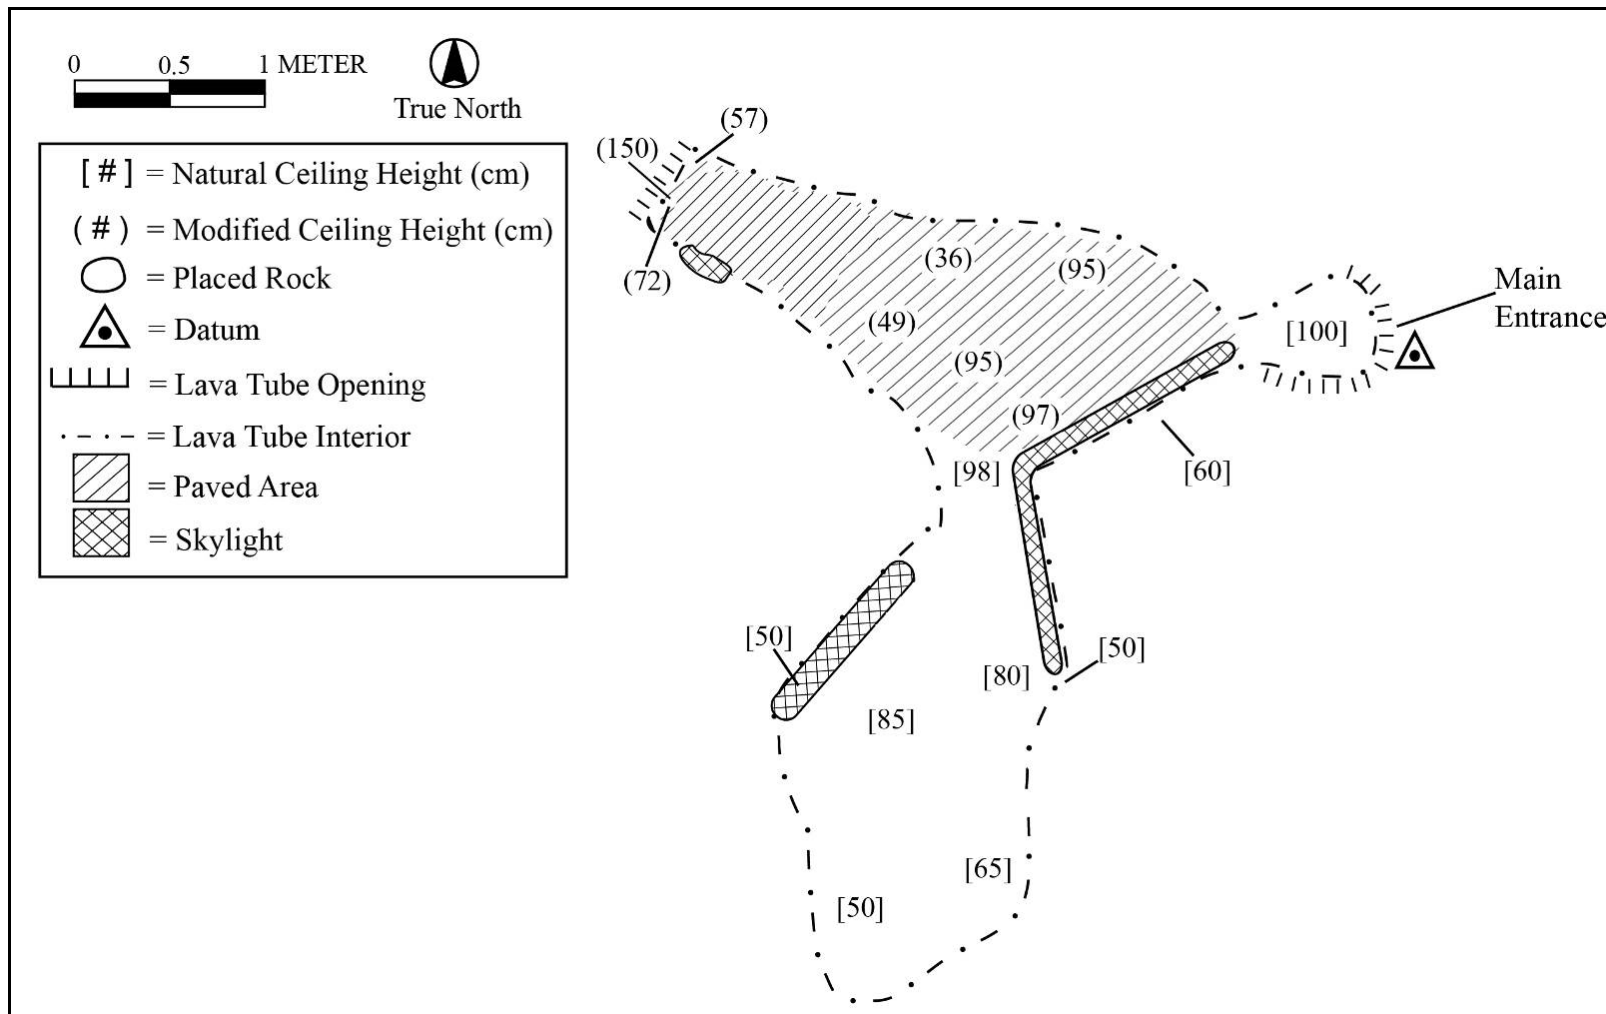 0 0.5 1 METER
True North
[#] = Natural Ceiling Height (cm)
(#) = Modified Ceiling Height (cm)
= Placed Rock
= Datum
= Lava Tube Opening
= Lava Tube Interior
= Paved Area
= Skylight
(57)
(150)
(72)
(36)
(95)
(49)
(95)
(97)
[98]
[100]
Main
Entrance
[60]
[50]
[50]
[80]
[85]
[65]
[50]